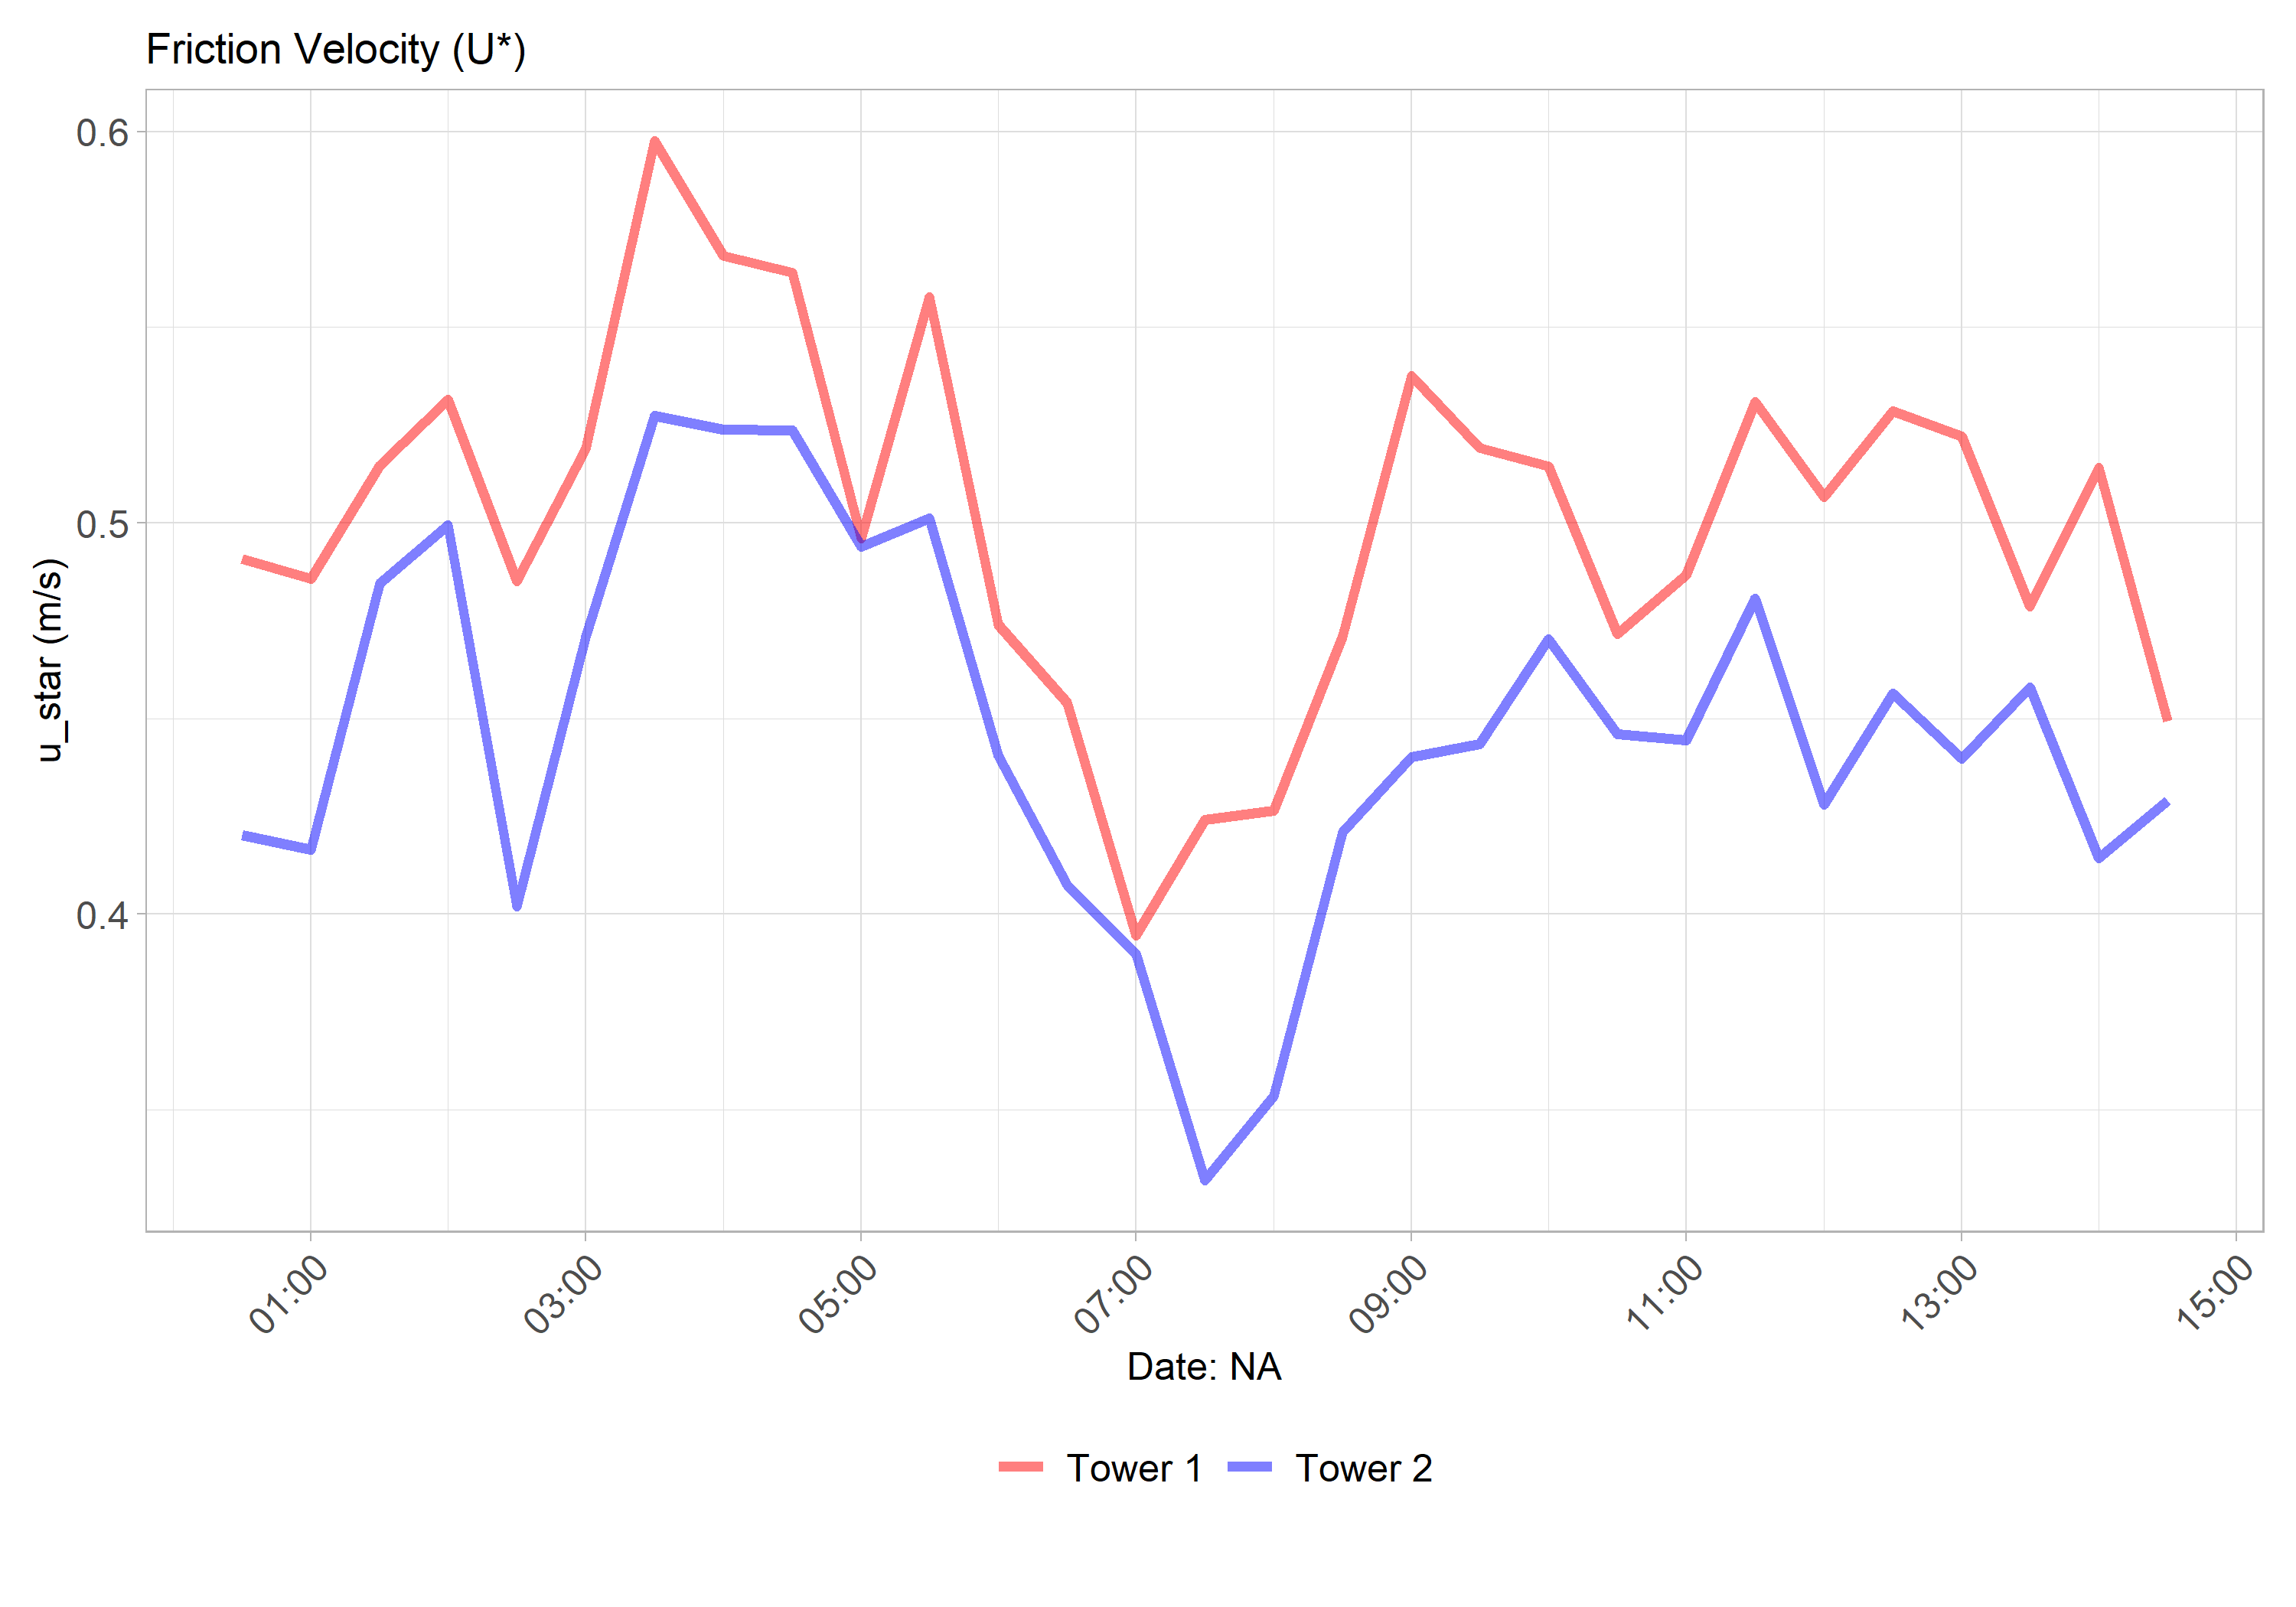 Friction Velocity (U*)
0.6
0.5
0.4
u_star (m/s)
01:00 03:00 05:00 07:00 09:00 11:00 13:00 15:00
Date: NA
Tower 1 Tower 2